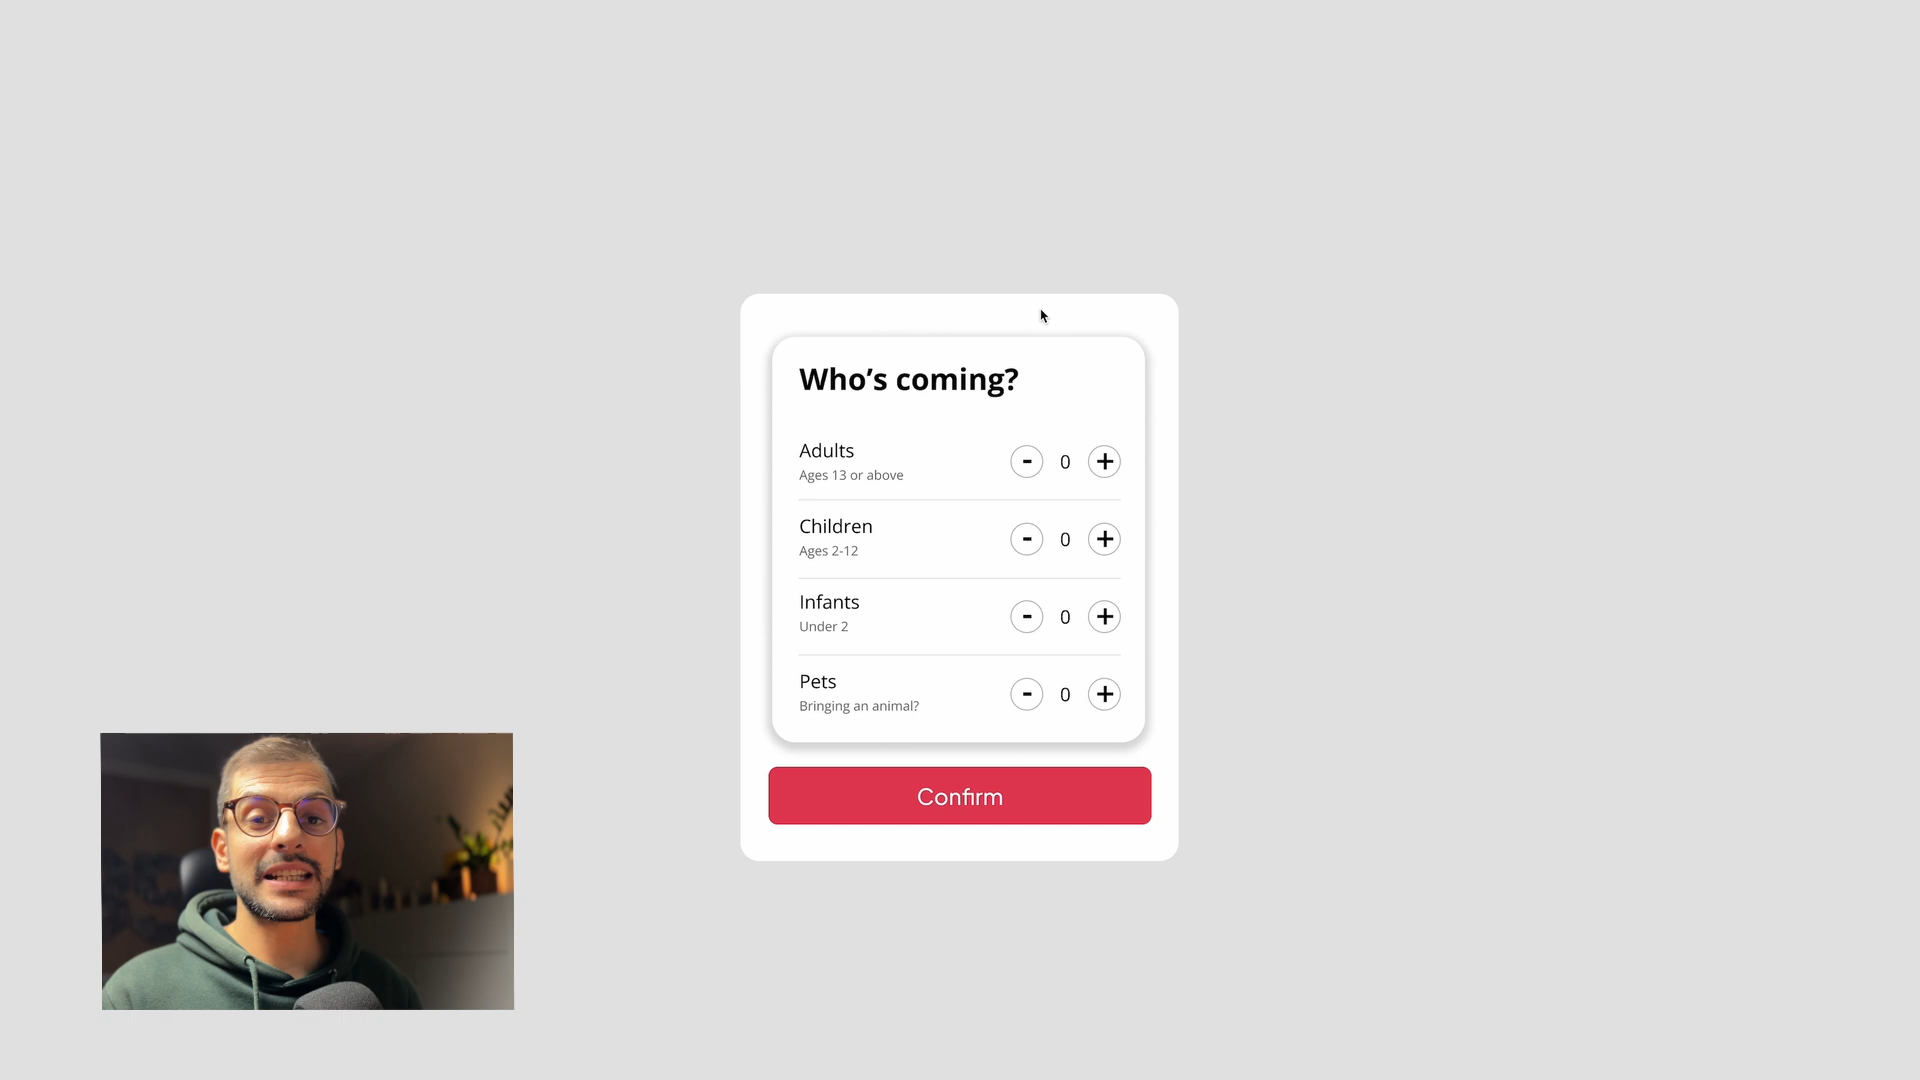 Who’s coming?
Adults
Ages 13 or above
- 0 +
Children
Ages 2-12
- 0 +
Infants
Under 2
- 0 +
Pets
Bringing an animal?
- 0 +
Confirm